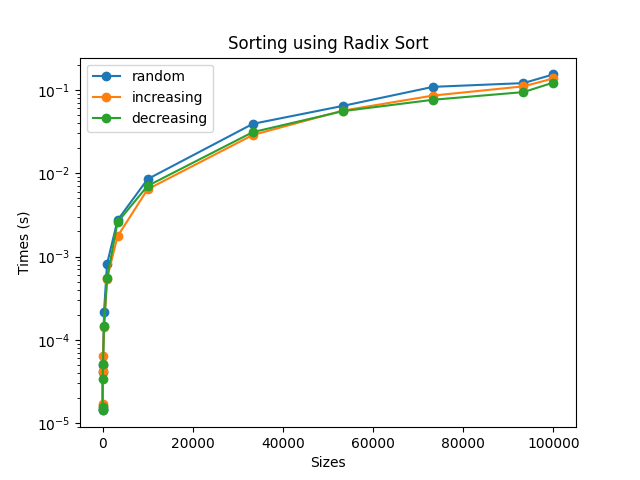 Sorting using Radix Sort
random
increasing
decreasing
10⁻¹
10⁻²
10⁻³
10⁻⁴
10⁻⁵
Times (s)
0 20000 40000 60000 80000 100000
Sizes